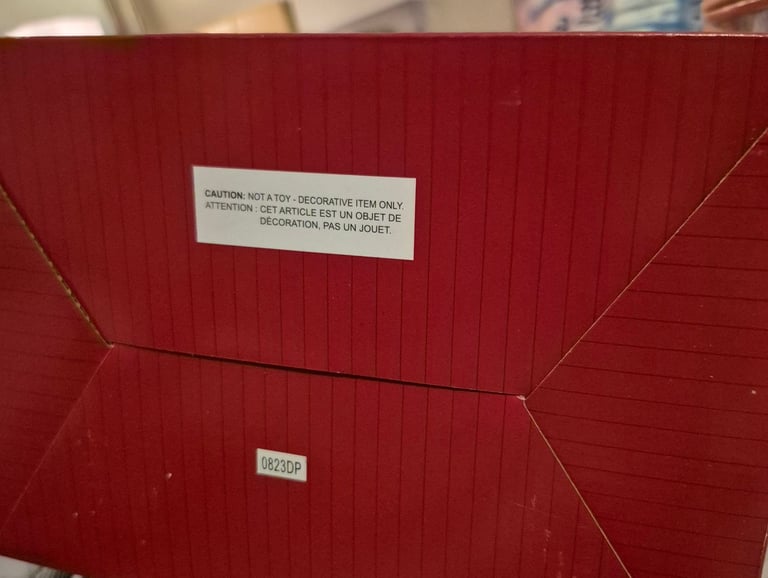 CAUTION: NOT A TOY - DECORATIVE ITEM ONLY.
ATTENTION : CET ARTICLE EST UN OBJET DE
DÉCORATION, PAS UN JOUET.
0823DP